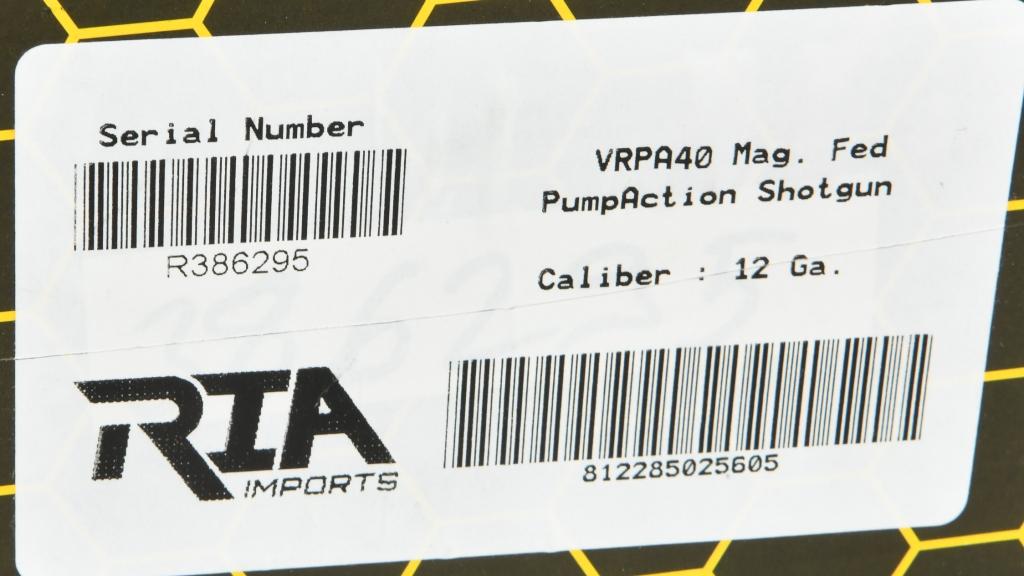 Serial Number
R386295
VRPA40 Mag. Fed
PumpAction Shotgun
Caliber : 12 Ga.
RIA
IMPORTS
812285025605